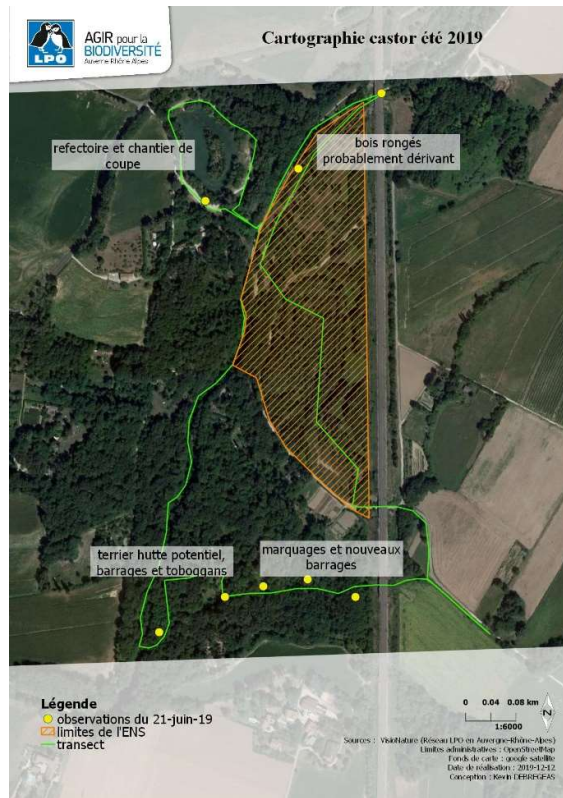 AGIR pour la
BIODIVERSITÉ
Auvergne Rhône Alpes
LPO
Cartographie castor été 2019
refectoire et chantier de
coupe
bois rongés
probablement dérivant
terrier hutte potentiel,
barrages et toboggans
marquages et nouveaux
barrages
Légende
observations du 21-juin-19
limites de l'ENS
transect
0 0.04 0.08 km
1:6000
N
Sources : VisioNature (Réseau LPO en Auvergne-Rhône-Alpes)
Limites administratives : OpenStreetMap
Fonds de carte : google satellite
Date de réalisation : 2019-12-12
Conception : Kevin DEBREGEAS